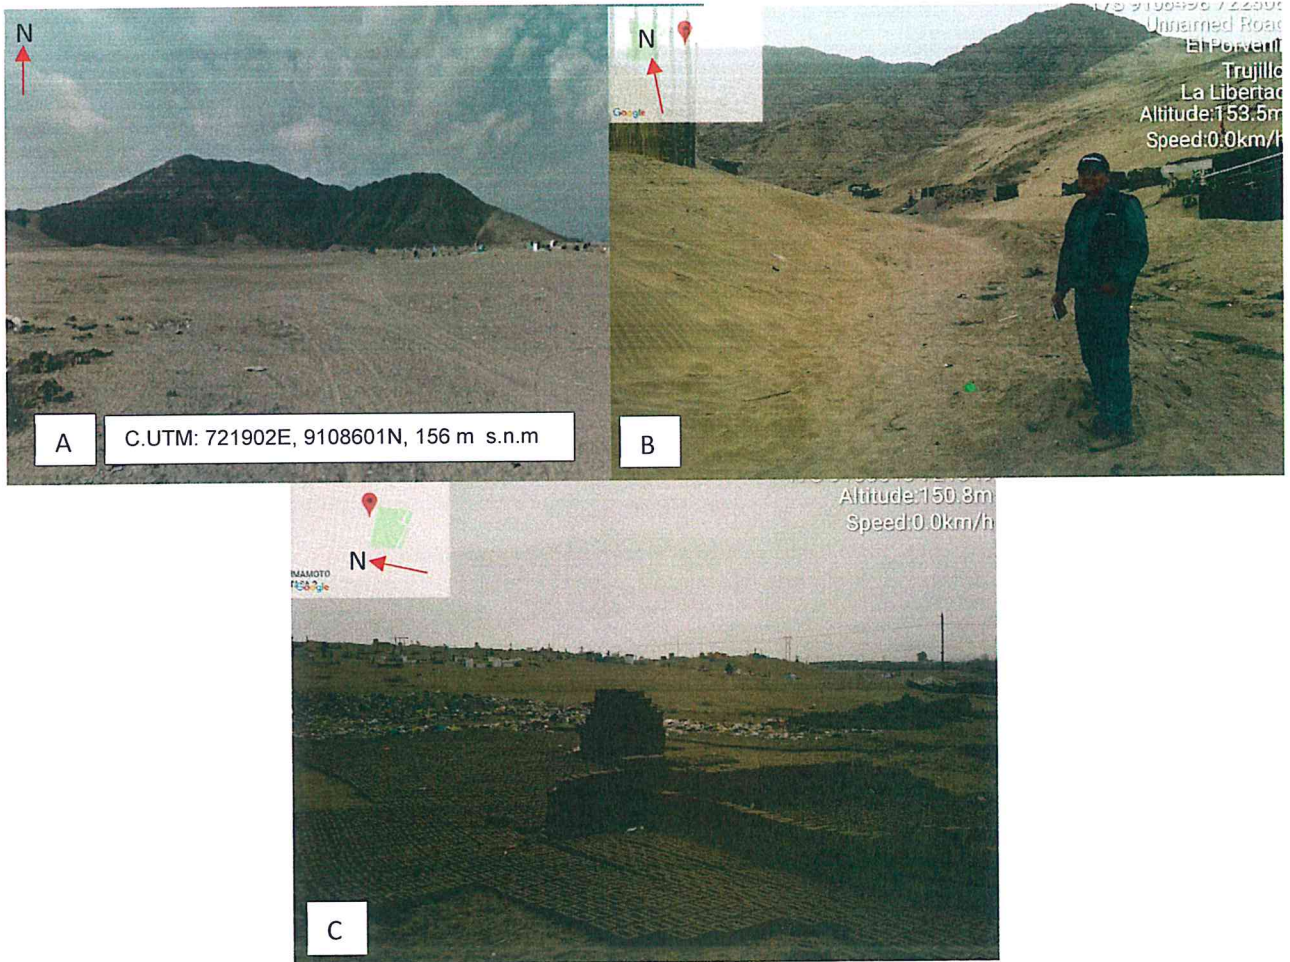 N
A
C.UTM: 721902E, 9108601N, 156 m s.n.m
N
Google
Unnamed Road
El Porvenir
Trujillo
La Libertad
Altitude:153.5m
Speed:0.0km/h
B
Altitude:150.8m
Speed:0.0km/h
N
Google
C